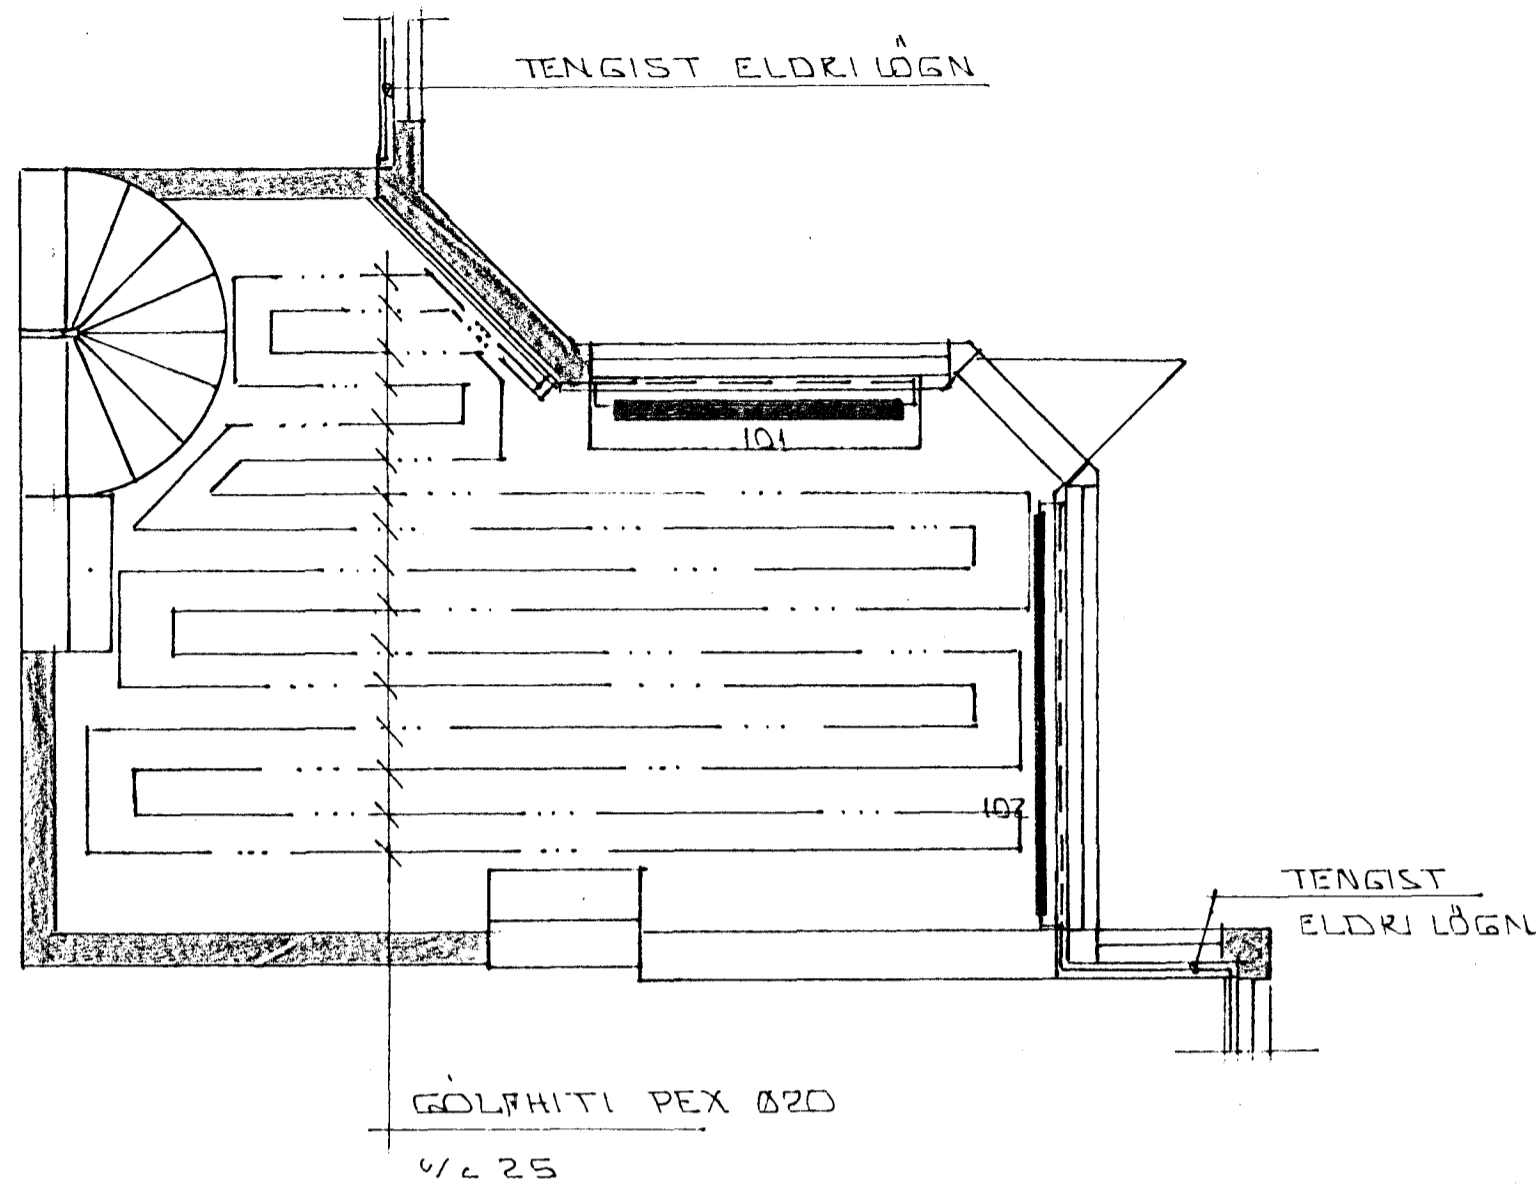 TENGIST ELDRI LÖGN
101
102
TENGIST
ELDRI LÖGN
GÓLFHITI PEX Ø20
c/c 25